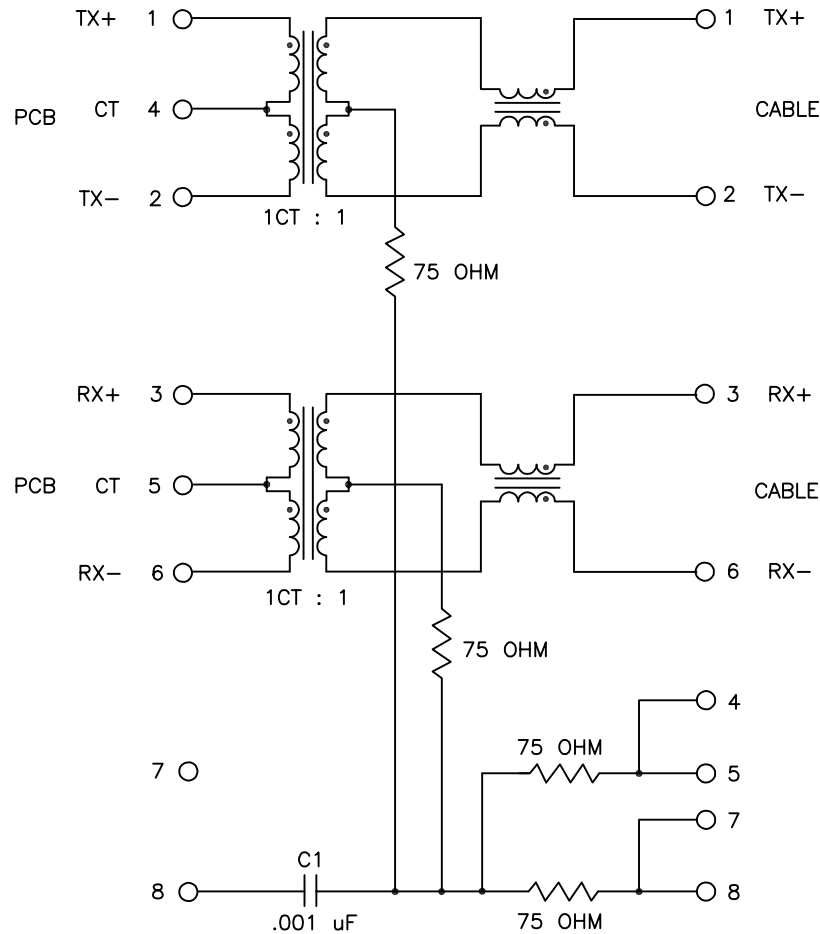 TX+ 1 1 TX+
PCB CT 4 CABLE
TX− 2 2 TX−
1CT : 1
75 OHM
RX+ 3 3 RX+
PCB CT 5 CABLE
RX− 6 6 RX−
1CT : 1
75 OHM
4
75 OHM
7 5
7
C1
8 8
.001 uF 75 OHM